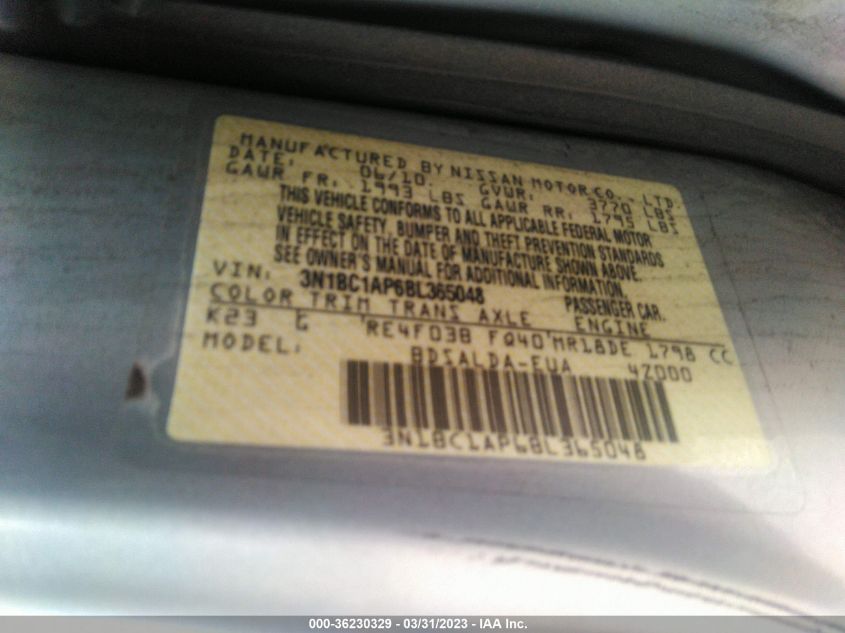 MANUFACTURED BY NISSAN MOTOR CO., LTD.
DATE: 06/10 GVWR: 3770 LBS
GAWR FR: 1993 LBS GAWR RR: 1795 LBS
THIS VEHICLE CONFORMS TO ALL APPLICABLE FEDERAL MOTOR
VEHICLE SAFETY, BUMPER AND THEFT PREVENTION STANDARDS
IN EFFECT ON THE DATE OF MANUFACTURE SHOWN ABOVE.
SEE OWNER'S MANUAL FOR ADDITIONAL INFORMATION.
VIN: 3N1BC1AP6BL365048 PASSENGER CAR.
COLOR TRIM TRANS AXLE ENGINE
K23 G RE4F03B FQ40 MR18DE 1798 CC
MODEL: BDSALDA-EUA 4Z000
3N1BC1AP6BL365048
000-36230329 - 03/31/2023 - IAA Inc.